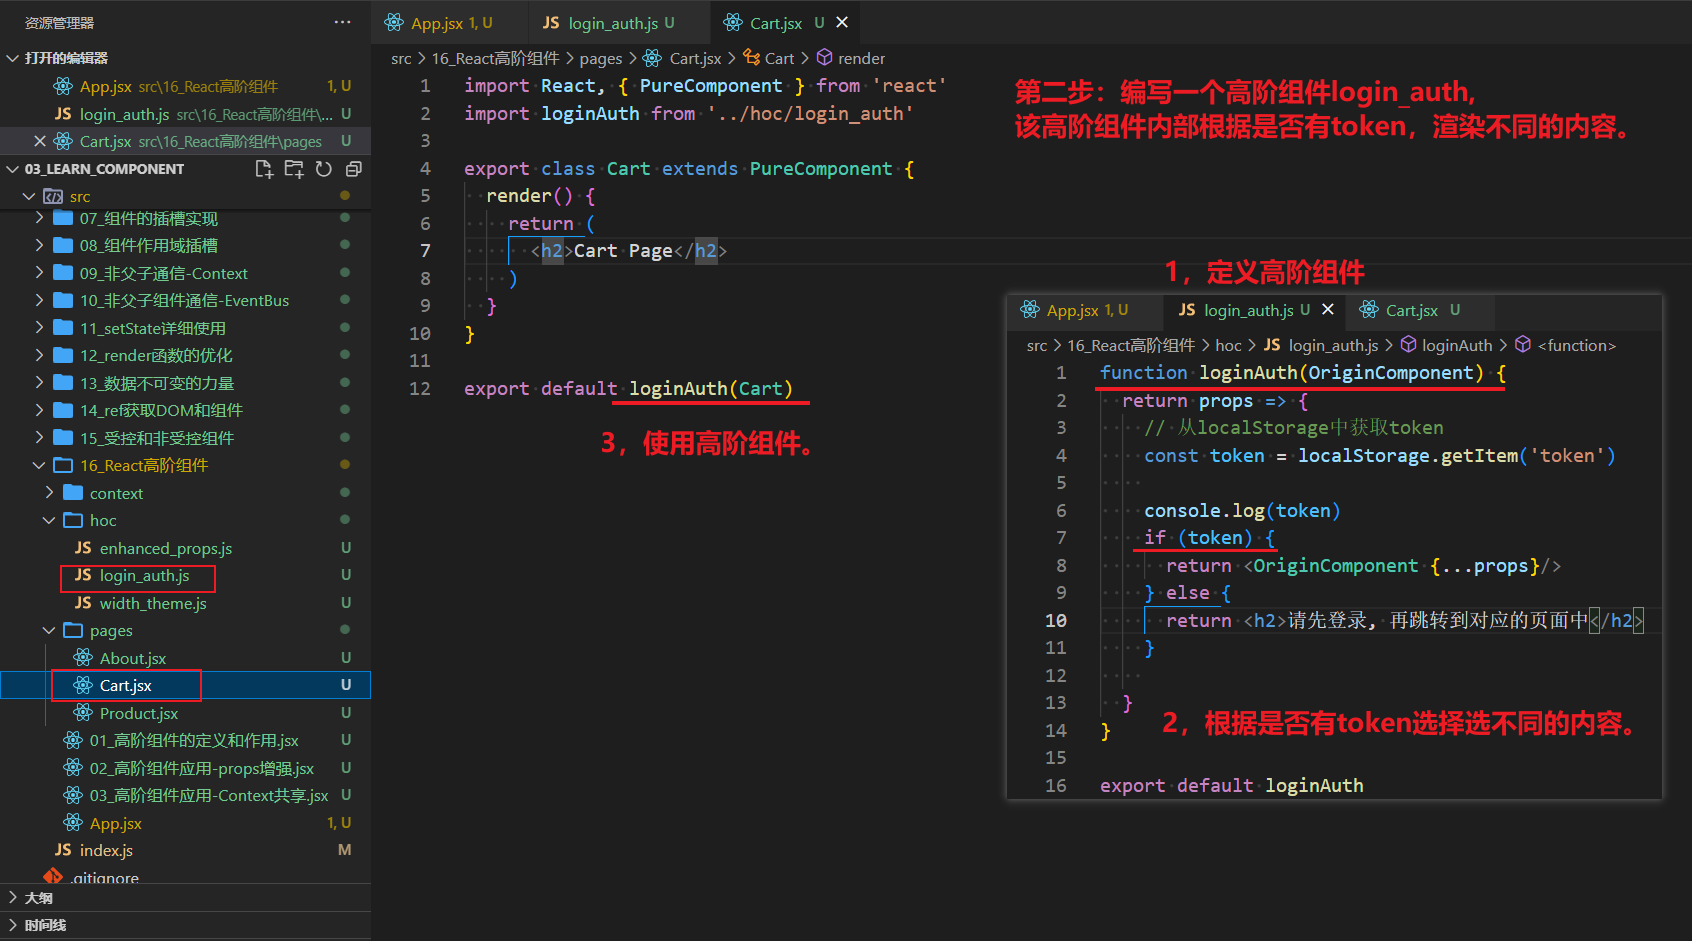 资源管理器 ···
打开的编辑器
App.jsx src\16_React高阶组件 1, U
JS login_auth.js src\16_React高阶组件\... U
Cart.jsx src\16_React高阶组件\pages U
03_LEARN_COMPONENT
src
07_组件的插槽实现
08_组件作用域插槽
09_非父子通信-Context
10_非父子组件通信-EventBus
11_setState详细使用
12_render函数的优化
13_数据不可变的力量
14_ref获取DOM和组件
15_受控和非受控组件
16_React高阶组件
context
hoc
JS enhanced_props.js U
JS login_auth.js U
JS width_theme.js U
pages
About.jsx U
Cart.jsx U
Product.jsx U
01_高阶组件的定义和作用.jsx U
02_高阶组件应用-props增强.jsx U
03_高阶组件应用-Context共享.jsx U
App.jsx 1, U
JS index.js M
.gitignore
大纲
时间线
App.jsx 1, U JS login_auth.js U Cart.jsx U
src > 16_React高阶组件 > pages > Cart.jsx > Cart > render
1 import React, { PureComponent } from 'react'
2 import loginAuth from '../hoc/login_auth'
3
4 export class Cart extends PureComponent {
5 render() {
6 return (
7 <h2>Cart Page</h2>
8 )
9 }
10 }
11
12 export default loginAuth(Cart)
3，使用高阶组件。
第二步：编写一个高阶组件login_auth,
该高阶组件内部根据是否有token，渲染不同的内容。
1，定义高阶组件
App.jsx 1, U JS login_auth.js U Cart.jsx U
src > 16_React高阶组件 > hoc > JS login_auth.js > loginAuth > <function>
1 function loginAuth(OriginComponent) {
2 return props => {
3 // 从localStorage中获取token
4 const token = localStorage.getItem('token')
5
6 console.log(token)
7 if (token) {
8 return <OriginComponent {...props}/>
9 } else {
10 return <h2>请先登录, 再跳转到对应的页面中</h2>
11 }
12
13 }
14 }
15
16 export default loginAuth
2，根据是否有token选择选不同的内容。